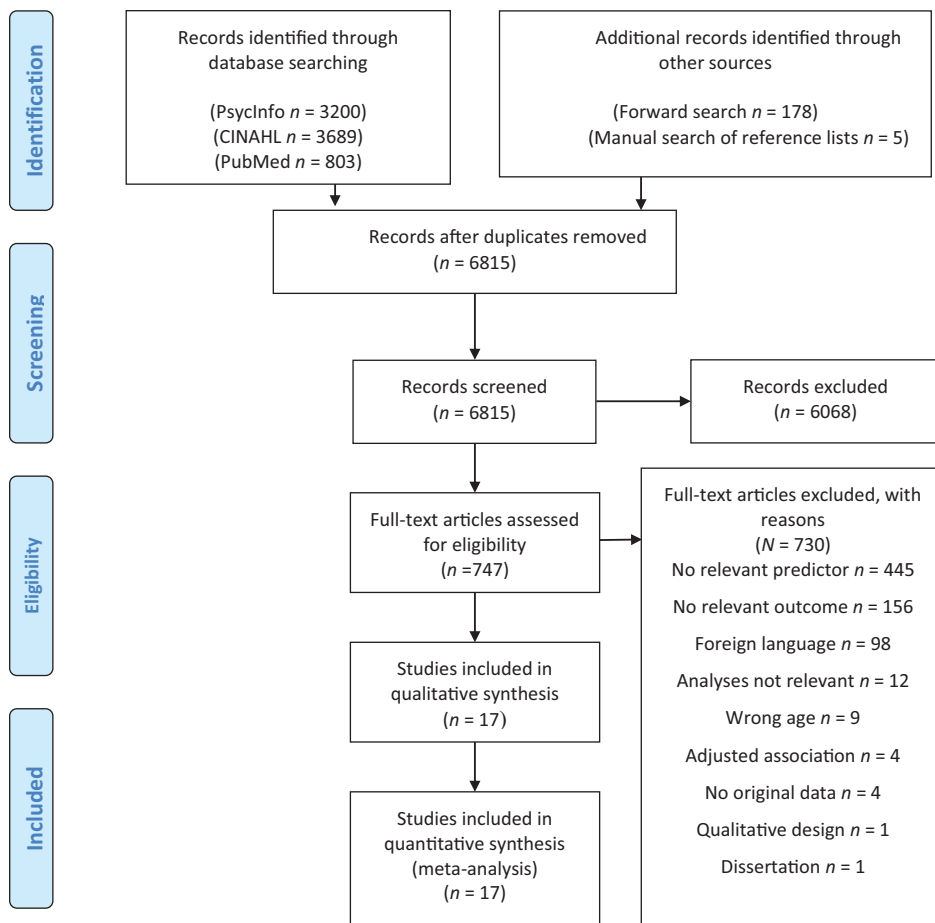 Identification
Records identified through
database searching
(PsycInfo n = 3200)
(CINAHL n = 3689)
(PubMed n = 803)
Additional records identified through
other sources
(Forward search n = 178)
(Manual search of reference lists n = 5)
Records after duplicates removed
(n = 6815)
Screening
Records screened
(n = 6815)
Records excluded
(n = 6068)
Eligibility
Full-text articles assessed
for eligibility
(n =747)
Full-text articles excluded, with
reasons
(N = 730)
No relevant predictor n = 445
No relevant outcome n = 156
Foreign language n = 98
Analyses not relevant n = 12
Wrong age n = 9
Adjusted association n = 4
No original data n = 4
Qualitative design n = 1
Dissertation n = 1
Studies included in
qualitative synthesis
(n = 17)
Included
Studies included in
quantitative synthesis
(meta-analysis)
(n = 17)